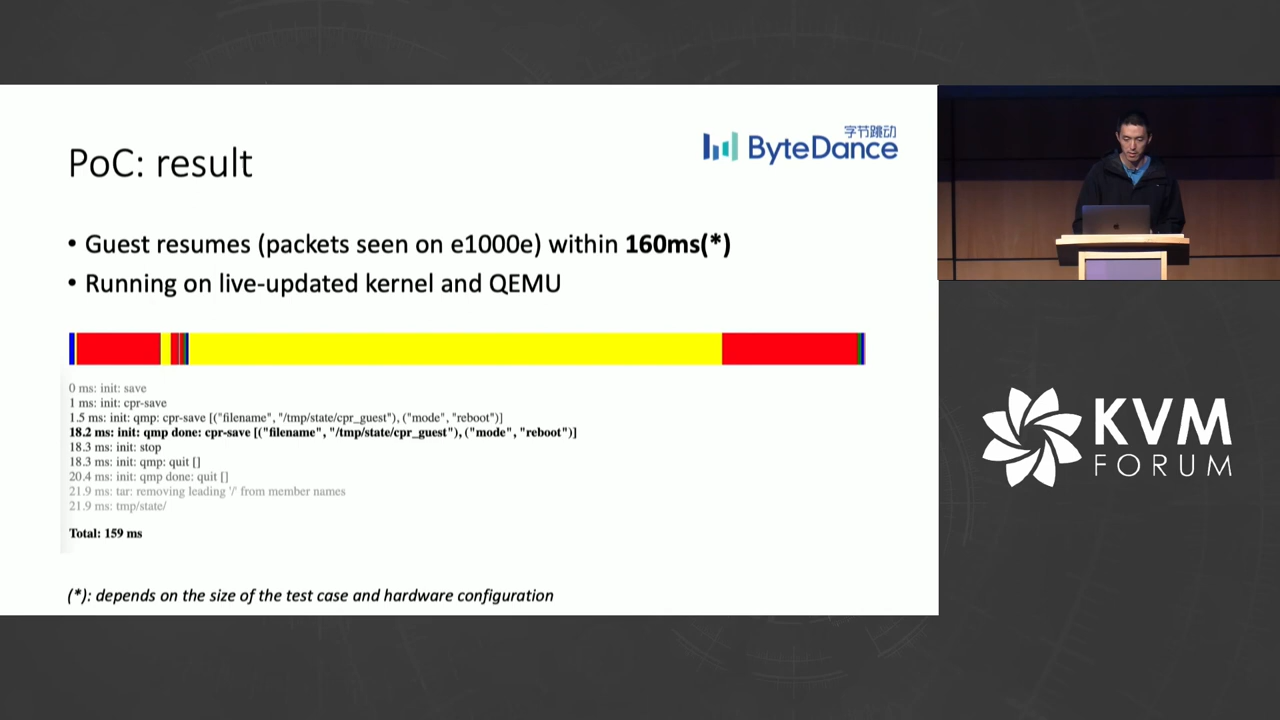 PoC: result
字节跳动
ByteDance
• Guest resumes (packets seen on e1000e) within 160ms(*)
• Running on live-updated kernel and QEMU
0 ms: init: save
1 ms: init: cpr-save
1.5 ms: init: qmp: cpr-save [("filename", "/tmp/state/cpr_guest"), ("mode", "reboot")]
18.2 ms: init: qmp done: cpr-save [("filename", "/tmp/state/cpr_guest"), ("mode", "reboot")]
18.3 ms: init: stop
18.3 ms: init: qmp: quit []
20.4 ms: init: qmp done: quit []
21.9 ms: tar: removing leading '/' from member names
21.9 ms: tmp/state/
Total: 159 ms
(*): depends on the size of the test case and hardware configuration
KVM
FORUM